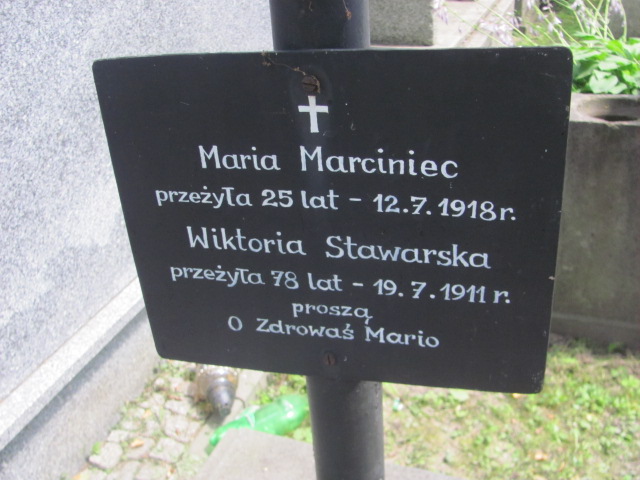 Maria Marciniec
przeżyła 25 lat - 12.7.1918 r.
Wiktoria Stawarska
przeżyła 78 lat - 19.7.1911 r.
proszą
O Zdrowaś Mario